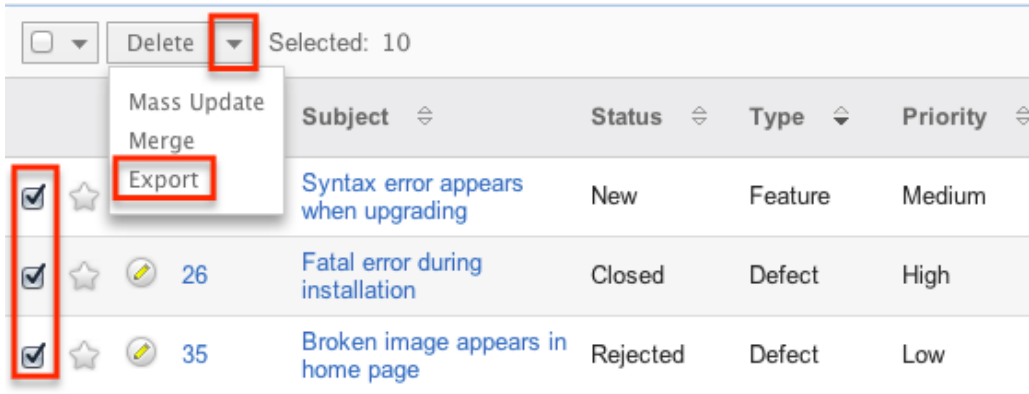 Delete Selected: 10
Mass Update
Merge
Export
Subject Status Type Priority
Syntax error appears
when upgrading New Feature Medium
26 Fatal error during
installation Closed Defect High
35 Broken image appears in
home page Rejected Defect Low